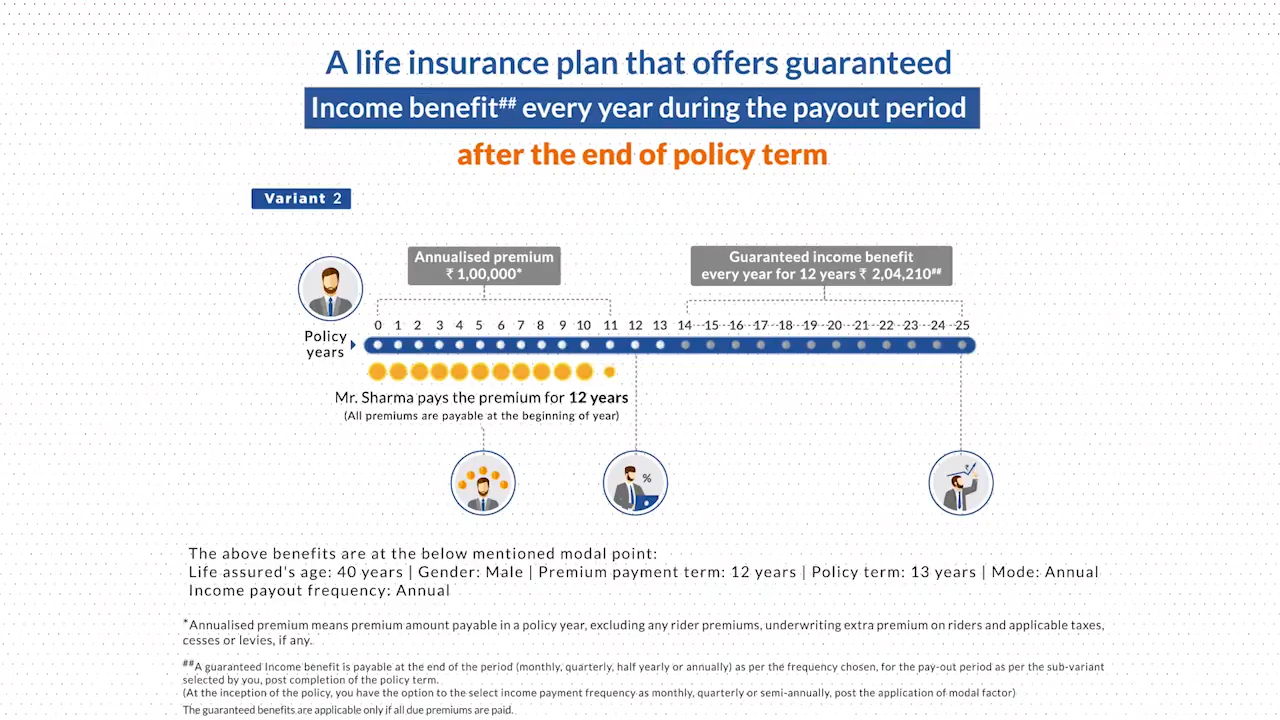 A life insurance plan that offers guaranteed
Income benefit## every year during the payout period
after the end of policy term
Variant 2
Annualised premium
₹ 1,00,000*
Guaranteed income benefit
every year for 12 years ₹ 2,04,210##
0 1 2 3 4 5 6 7 8 9 10 11 12 13 14 15 16 17 18 19 20 21 22 23 24 25
Policy
years
Mr. Sharma pays the premium for 12 years
(All premiums are payable at the beginning of year)
%
₹
The above benefits are at the below mentioned modal point:
Life assured's age: 40 years | Gender: Male | Premium payment term: 12 years | Policy term: 13 years | Mode: Annual
Income payout frequency: Annual
*Annualised premium means premium amount payable in a policy year, excluding any rider premiums, underwriting extra premium on riders and applicable taxes,
cesses or levies, if any.
##A guaranteed Income benefit is payable at the end of the period (monthly, quarterly, half yearly or annually) as per the frequency chosen, for the pay-out period as per the sub-variant
selected by you, post completion of the policy term.
(At the inception of the policy, you have the option to the select income payment frequency as monthly, quarterly or semi-annually, post the application of modal factor)
The guaranteed benefits are applicable only if all due premiums are paid.